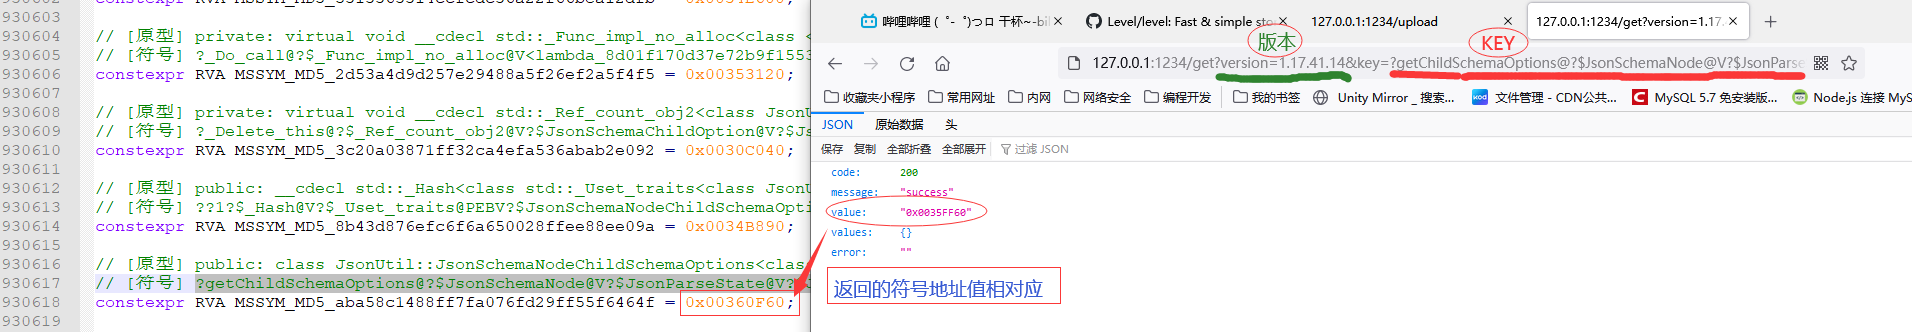 930603
930604 // [原型] private: virtual void __cdecl std::_Func_impl_no_alloc<class <
930605 // [符号] ?_Do_call@?$_Func_impl_no_alloc@V<lambda_8d01f170d37e72b9f1553
930606 constexpr RVA MSSYM_MD5_2d53a4d9d257e29488a5f26ef2a5f4f5 = 0x00353120;
930607
930608 // [原型] private: virtual void __cdecl std::_Ref_count_obj2<class JsonU
930609 // [符号] ?_Delete_this@?$_Ref_count_obj2@V?$JsonSchemaChildOption@V?$Js
930610 constexpr RVA MSSYM_MD5_3c20a03871ff32ca4efa536abab2e092 = 0x0030C040;
930611
930612 // [原型] public: __cdecl std::_Hash<class std::_Uset_traits<class JsonU
930613 // [符号] ??1?$_Hash@V?$_Uset_traits@PEBV?$JsonSchemaNodeChildSchemaOpti
930614 constexpr RVA MSSYM_MD5_8b43d876efc6f6a650028ffee88ee09a = 0x0034B890;
930615
930616 // [原型] public: class JsonUtil::JsonSchemaNodeChildSchemaOptions<clas
930617 // [符号] ?getChildSchemaOptions@?$JsonSchemaNode@V?$JsonParseState@V?
930618 constexpr RVA MSSYM_MD5_aba58c1488ff7fa076fd29ff55f6464f = 0x00360F60;
930619
哔哩哔哩 ( ゜- ゜)つロ 干杯~-bil
Level/level: Fast & simple sto
127.0.0.1:1234/upload
127.0.0.1:1234/get?version=1.17.
版本
KEY
127.0.0.1:1234/get?version=1.17.41.14&key=?getChildSchemaOptions@?$JsonSchemaNode@V?$JsonParse
收藏夹小程序 常用网址 内网 网络安全 编程开发 我的书签 Unity Mirror _ 搜索... 文件管理 - CDN公共... MySQL 5.7 免安装版... Node.js 连接 MyS
JSON 原始数据 头
保存 复制 全部折叠 全部展开 过滤 JSON
code: 200
message: "success"
value: "0x0035FF60"
values: {}
error: ""
返回的符号地址值相对应